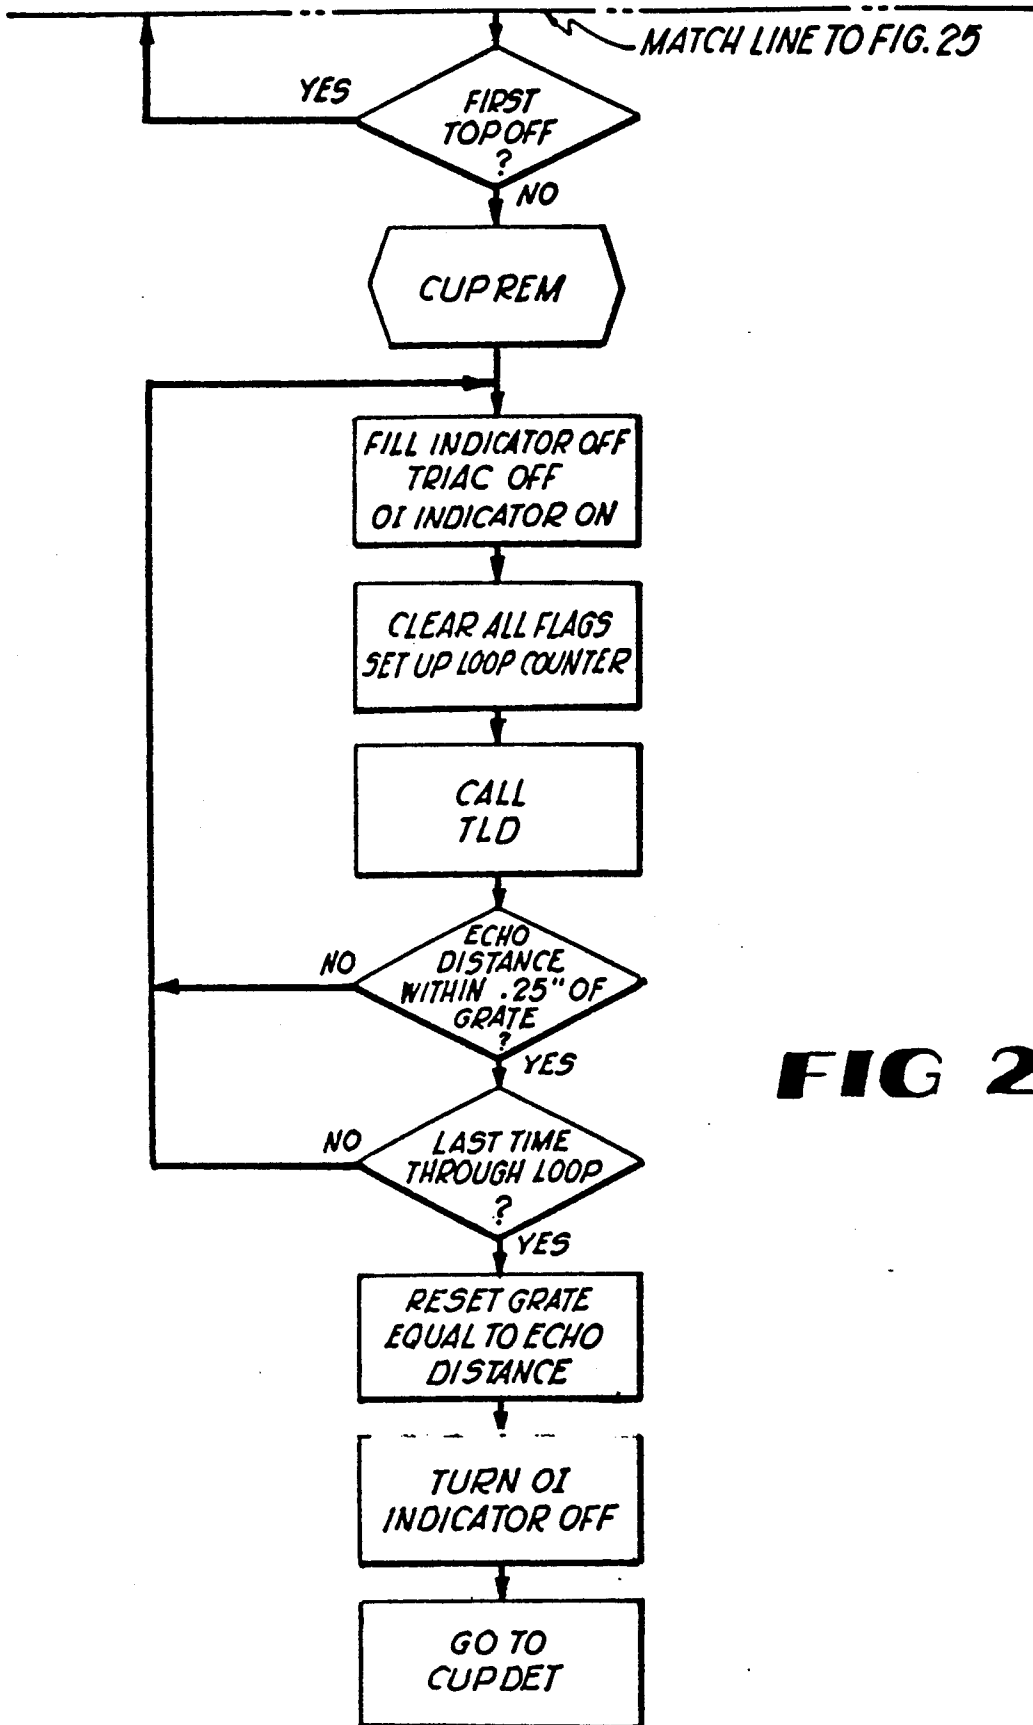 MATCH LINE TO FIG. 25
YES
FIRST
TOP OFF
?
NO
CUP REM
FILL INDICATOR OFF
TRIAC OFF
OI INDICATOR ON
CLEAR ALL FLAGS
SET UP LOOP COUNTER
CALL
TLD
ECHO
DISTANCE
WITHIN .25" OF
GRATE
?
NO
YES
FIG 2
LAST TIME
THROUGH LOOP
?
NO
YES
RESET GRATE
EQUAL TO ECHO
DISTANCE
TURN OI
INDICATOR OFF
GO TO
CUP DET